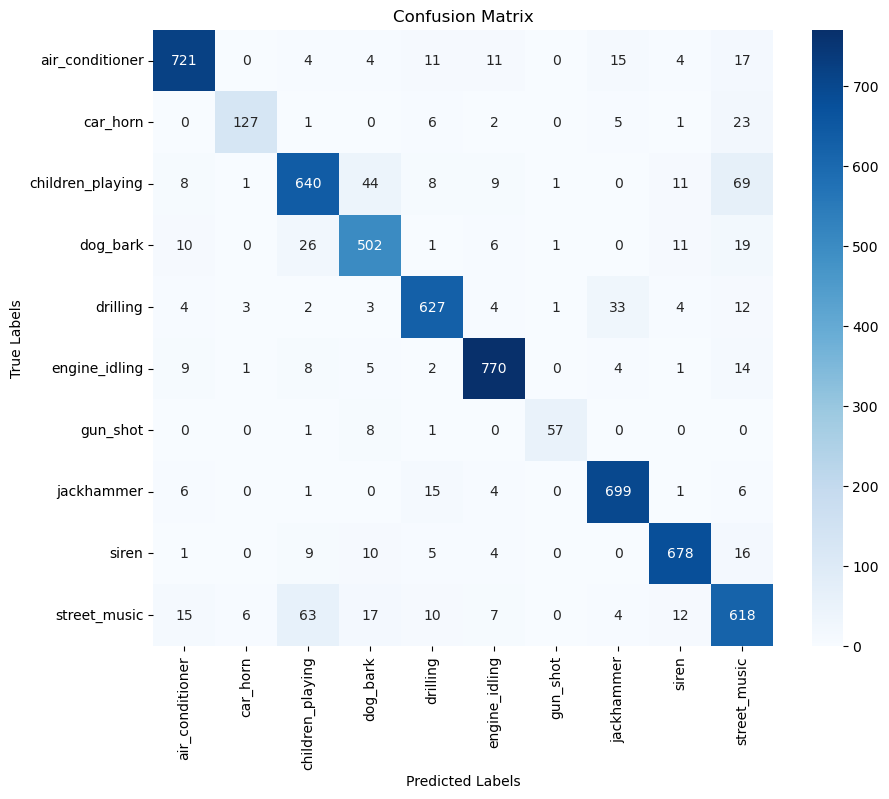 Confusion Matrix
True Labels
air_conditioner 721 0 4 4 11 11 0 15 4 17
car_horn 0 127 1 0 6 2 0 5 1 23
children_playing 8 1 640 44 8 9 1 0 11 69
dog_bark 10 0 26 502 1 6 1 0 11 19
drilling 4 3 2 3 627 4 1 33 4 12
engine_idling 9 1 8 5 2 770 0 4 1 14
gun_shot 0 0 1 8 1 0 57 0 0 0
jackhammer 6 0 1 0 15 4 0 699 1 6
siren 1 0 9 10 5 4 0 0 678 16
street_music 15 6 63 17 10 7 0 4 12 618
air_conditioner
car_horn
children_playing
dog_bark
drilling
engine_idling
gun_shot
jackhammer
siren
street_music
Predicted Labels
700
600
500
400
300
200
100
0